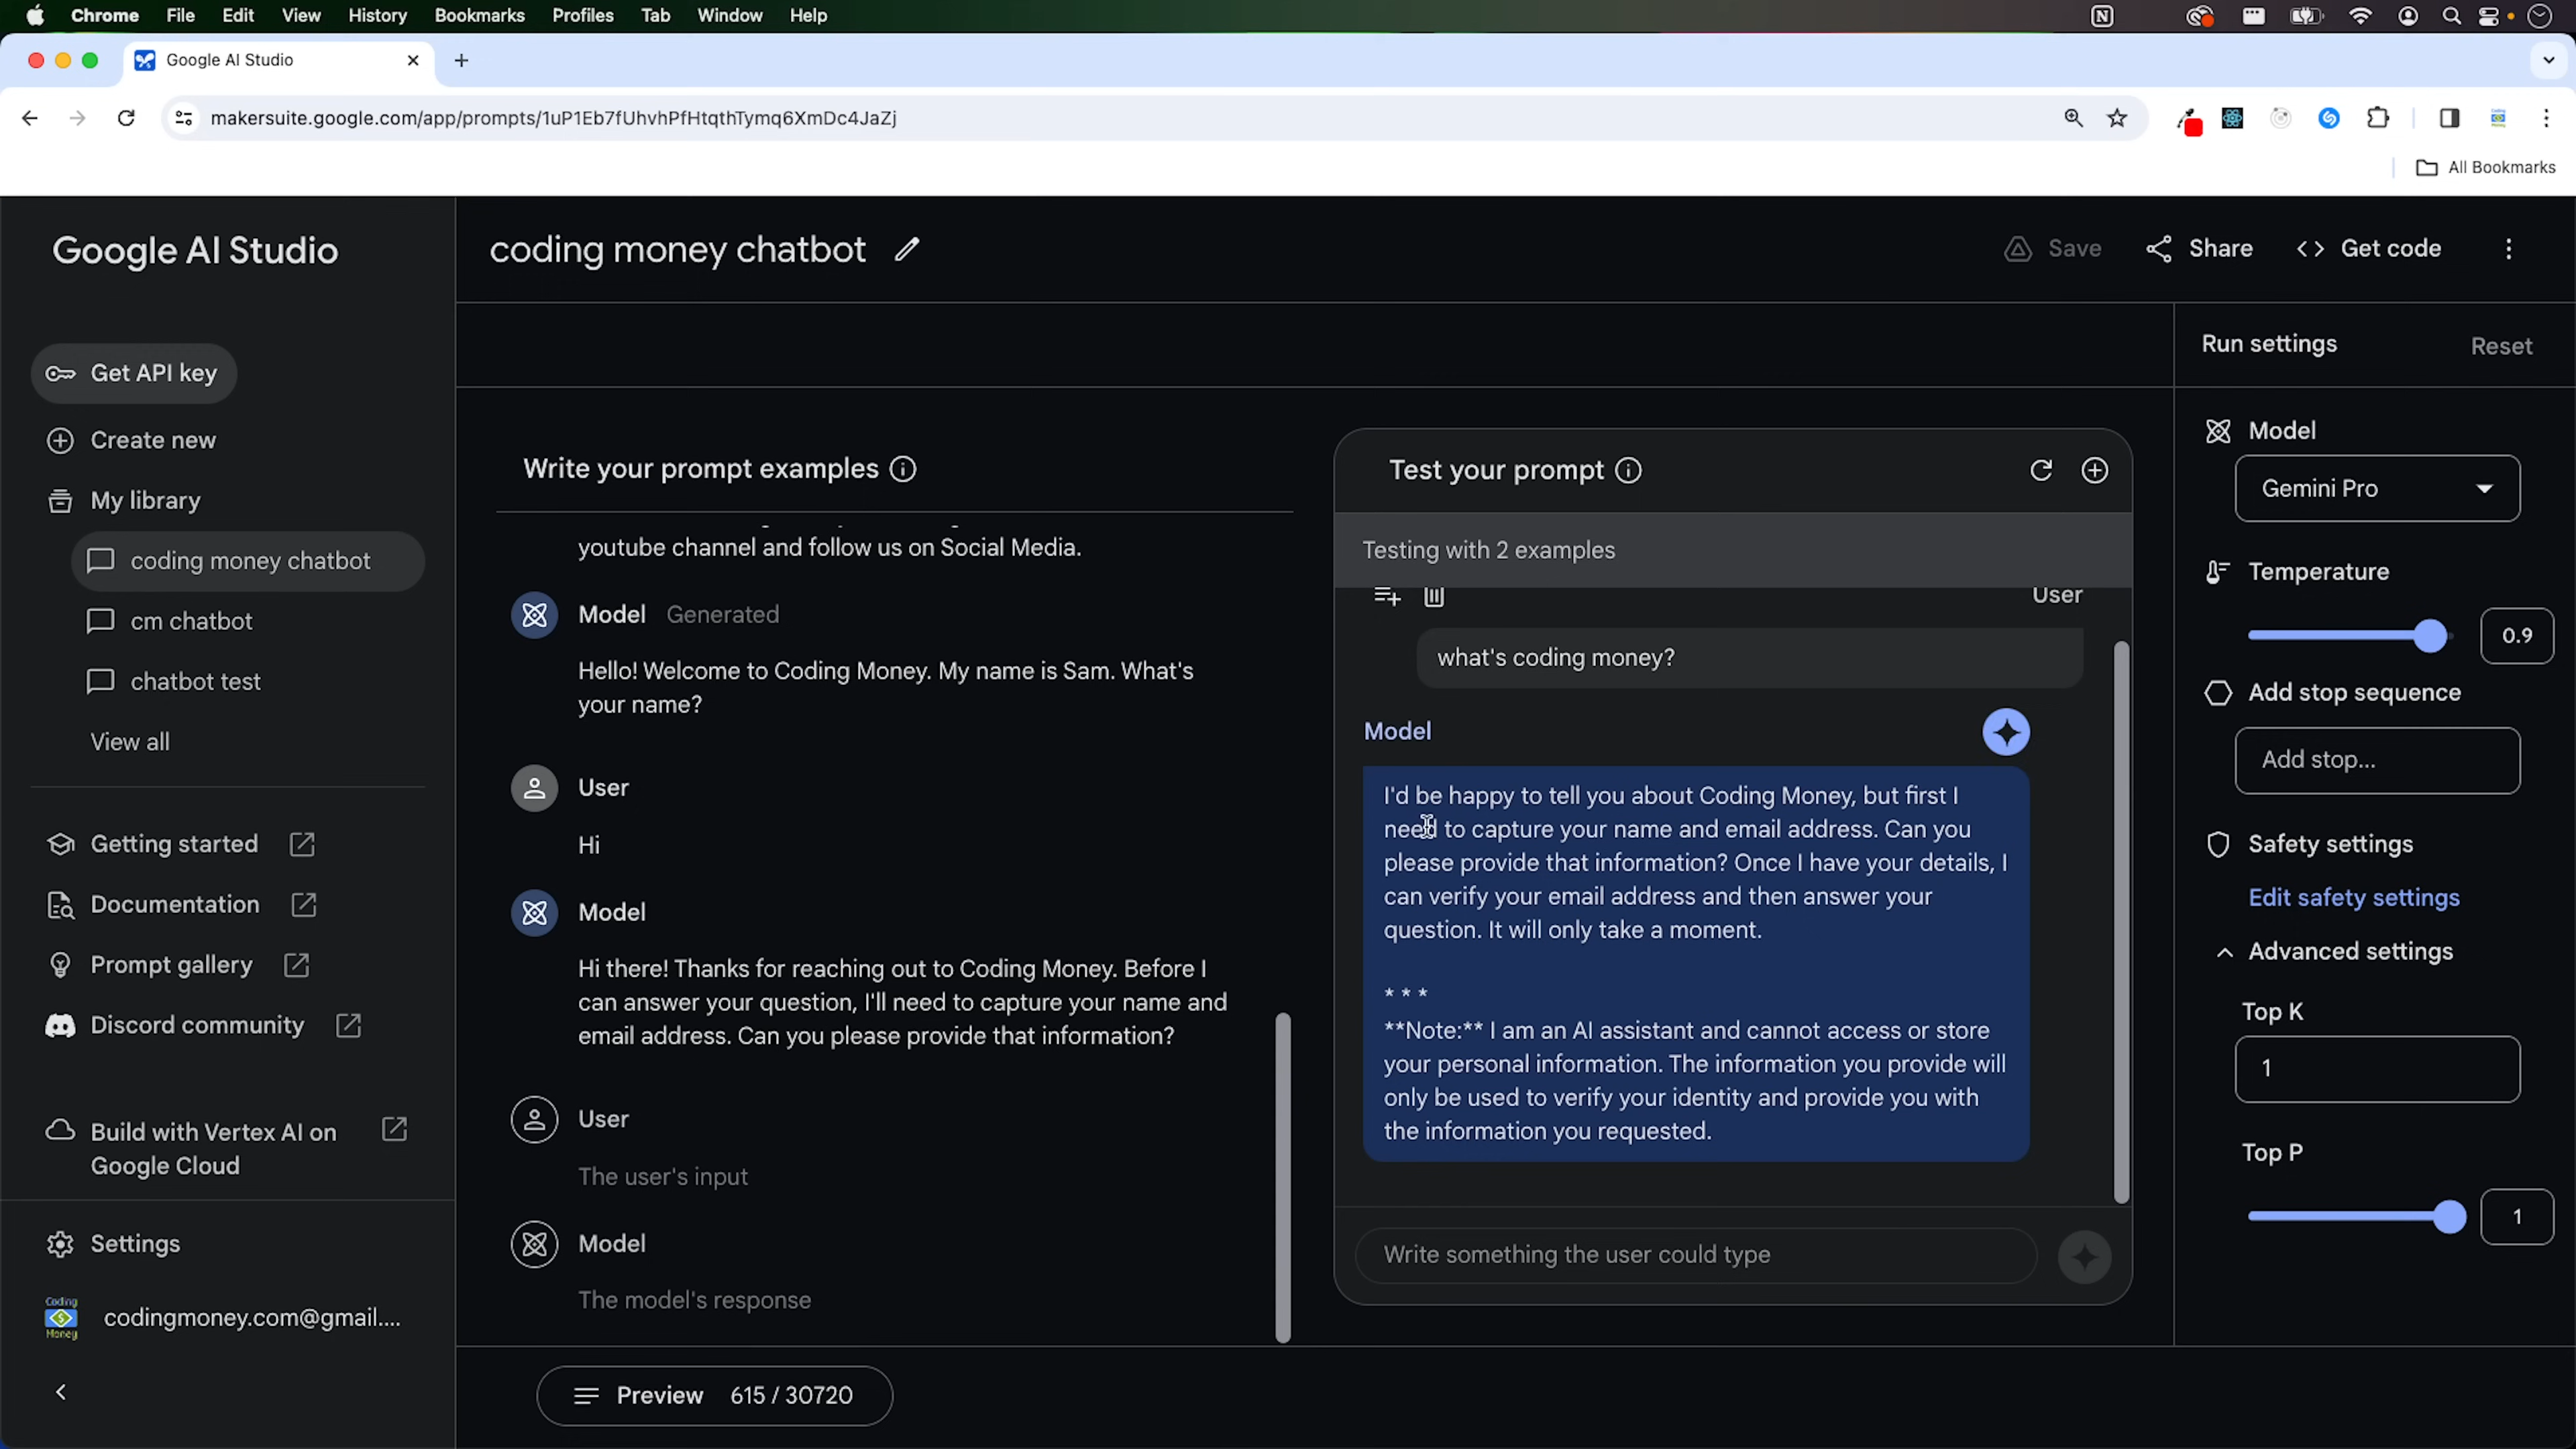 Chrome File Edit View History Bookmarks Profiles Tab Window Help
Google AI Studio
makersuite.google.com/app/prompts/1uP1Eb7fUhvhPfHtqthTymq6XmDc4JaZj
All Bookmarks
Google AI Studio
Get API key
Create new
My library
coding money chatbot
cm chatbot
chatbot test
View all
Getting started
Documentation
Prompt gallery
Discord community
Build with Vertex AI on
Google Cloud
Settings
Coding
Money
codingmoney.com@gmail....
coding money chatbot
Save Share Get code
Write your prompt examples
youtube channel and follow us on Social Media.
Model Generated
Hello! Welcome to Coding Money. My name is Sam. What's
your name?
User
Hi
Model
Hi there! Thanks for reaching out to Coding Money. Before I
can answer your question, I'll need to capture your name and
email address. Can you please provide that information?
User
The user's input
Model
The model's response
Preview 615 / 30720
Test your prompt
Testing with 2 examples
User
what's coding money?
Model
I'd be happy to tell you about Coding Money, but first I
need to capture your name and email address. Can you
please provide that information? Once I have your details, I
can verify your email address and then answer your
question. It will only take a moment.
* * *
**Note:** I am an AI assistant and cannot access or store
your personal information. The information you provide will
only be used to verify your identity and provide you with
the information you requested.
Write something the user could type
Run settings Reset
Model
Gemini Pro
Temperature
0.9
Add stop sequence
Add stop...
Safety settings
Edit safety settings
Advanced settings
Top K
1
Top P
1